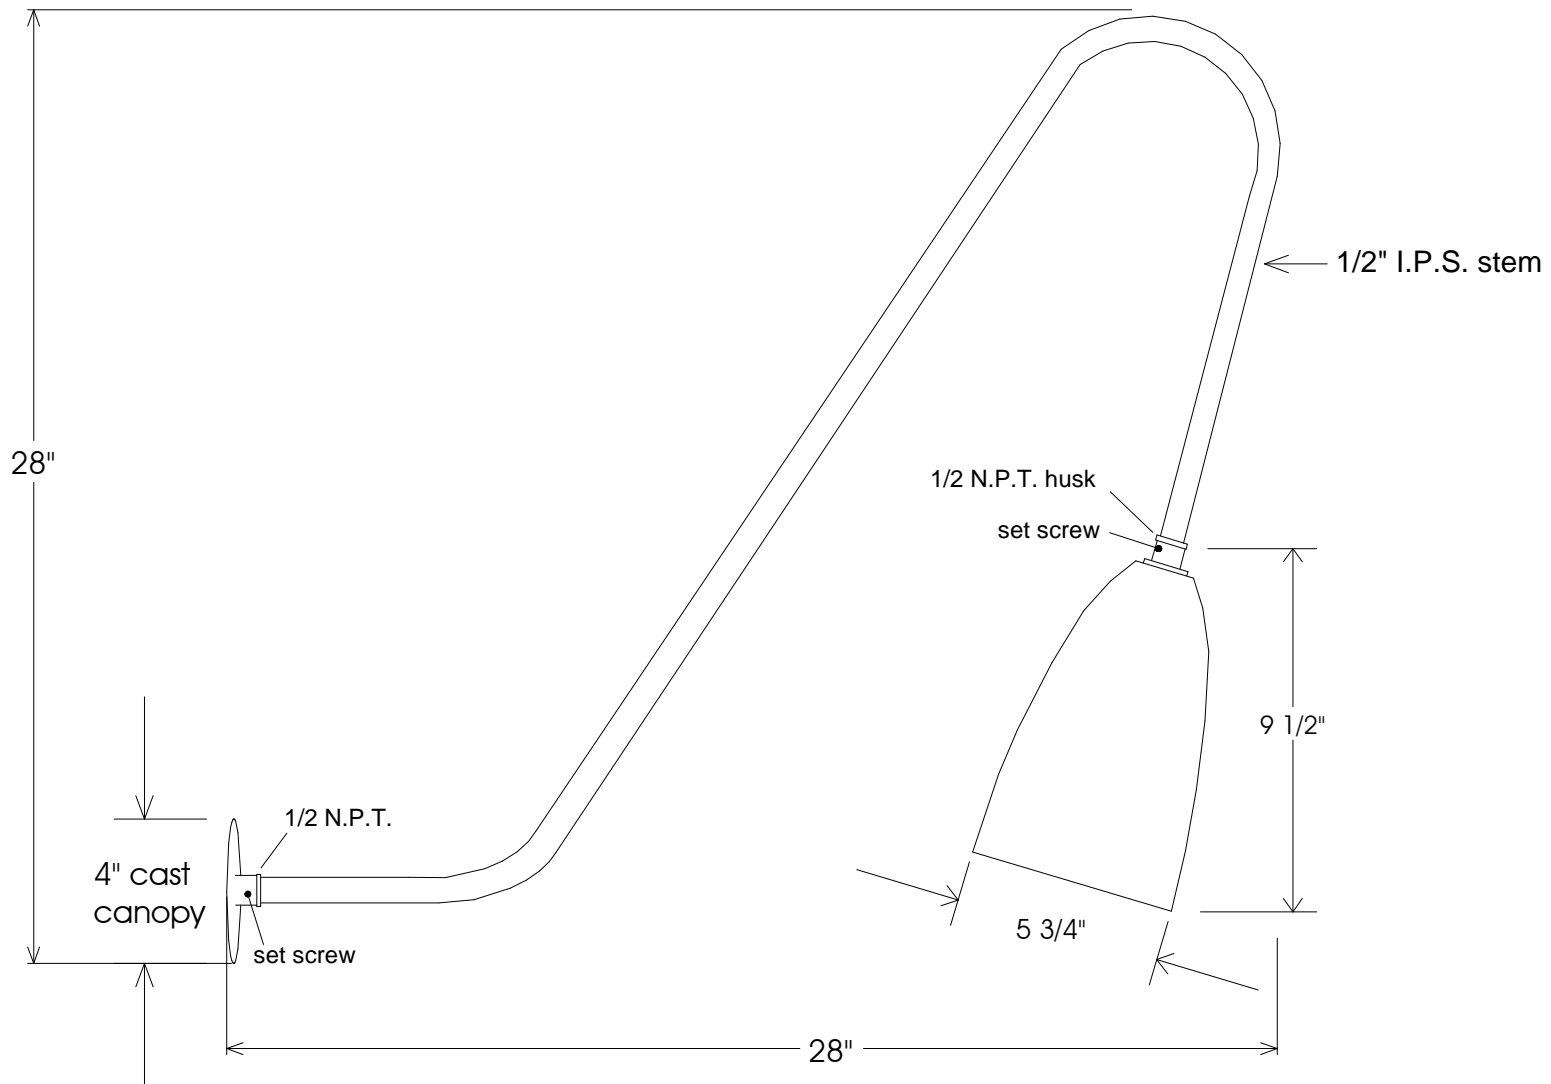 1/2" I.P.S. stem
28"
1/2 N.P.T. husk
set screw
9 1/2"
1/2 N.P.T.
4" cast
canopy
5 3/4"
set screw
28"